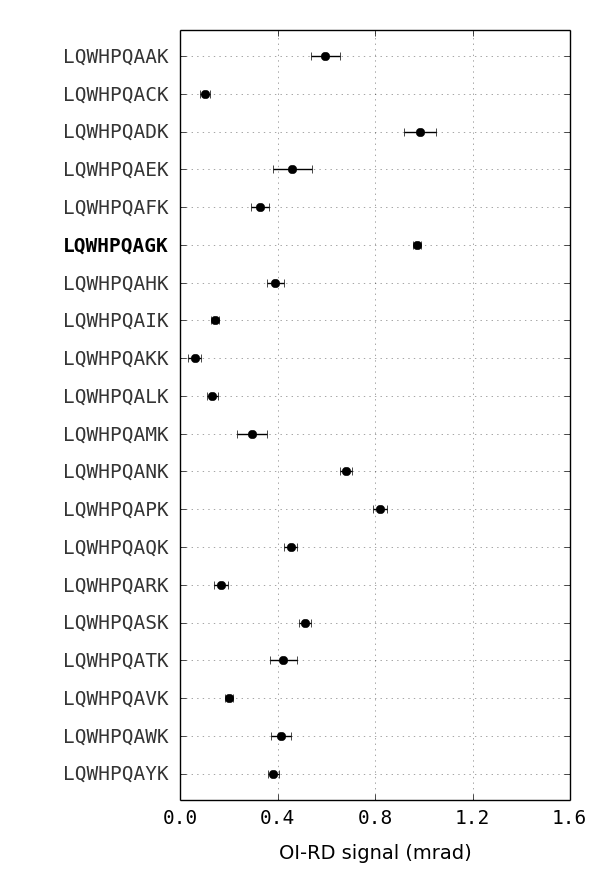 LQWHPQAAK
LQWHPQACK
LQWHPQADK
LQWHPQAEK
LQWHPQAFK
LQWHPQAGK
LQWHPQAHK
LQWHPQAIK
LQWHPQAKK
LQWHPQALK
LQWHPQAMK
LQWHPQANK
LQWHPQAPK
LQWHPQAQK
LQWHPQARK
LQWHPQASK
LQWHPQATK
LQWHPQAVK
LQWHPQAWK
LQWHPQAYK
0.0 0.4 0.8 1.2 1.6
OI-RD signal (mrad)